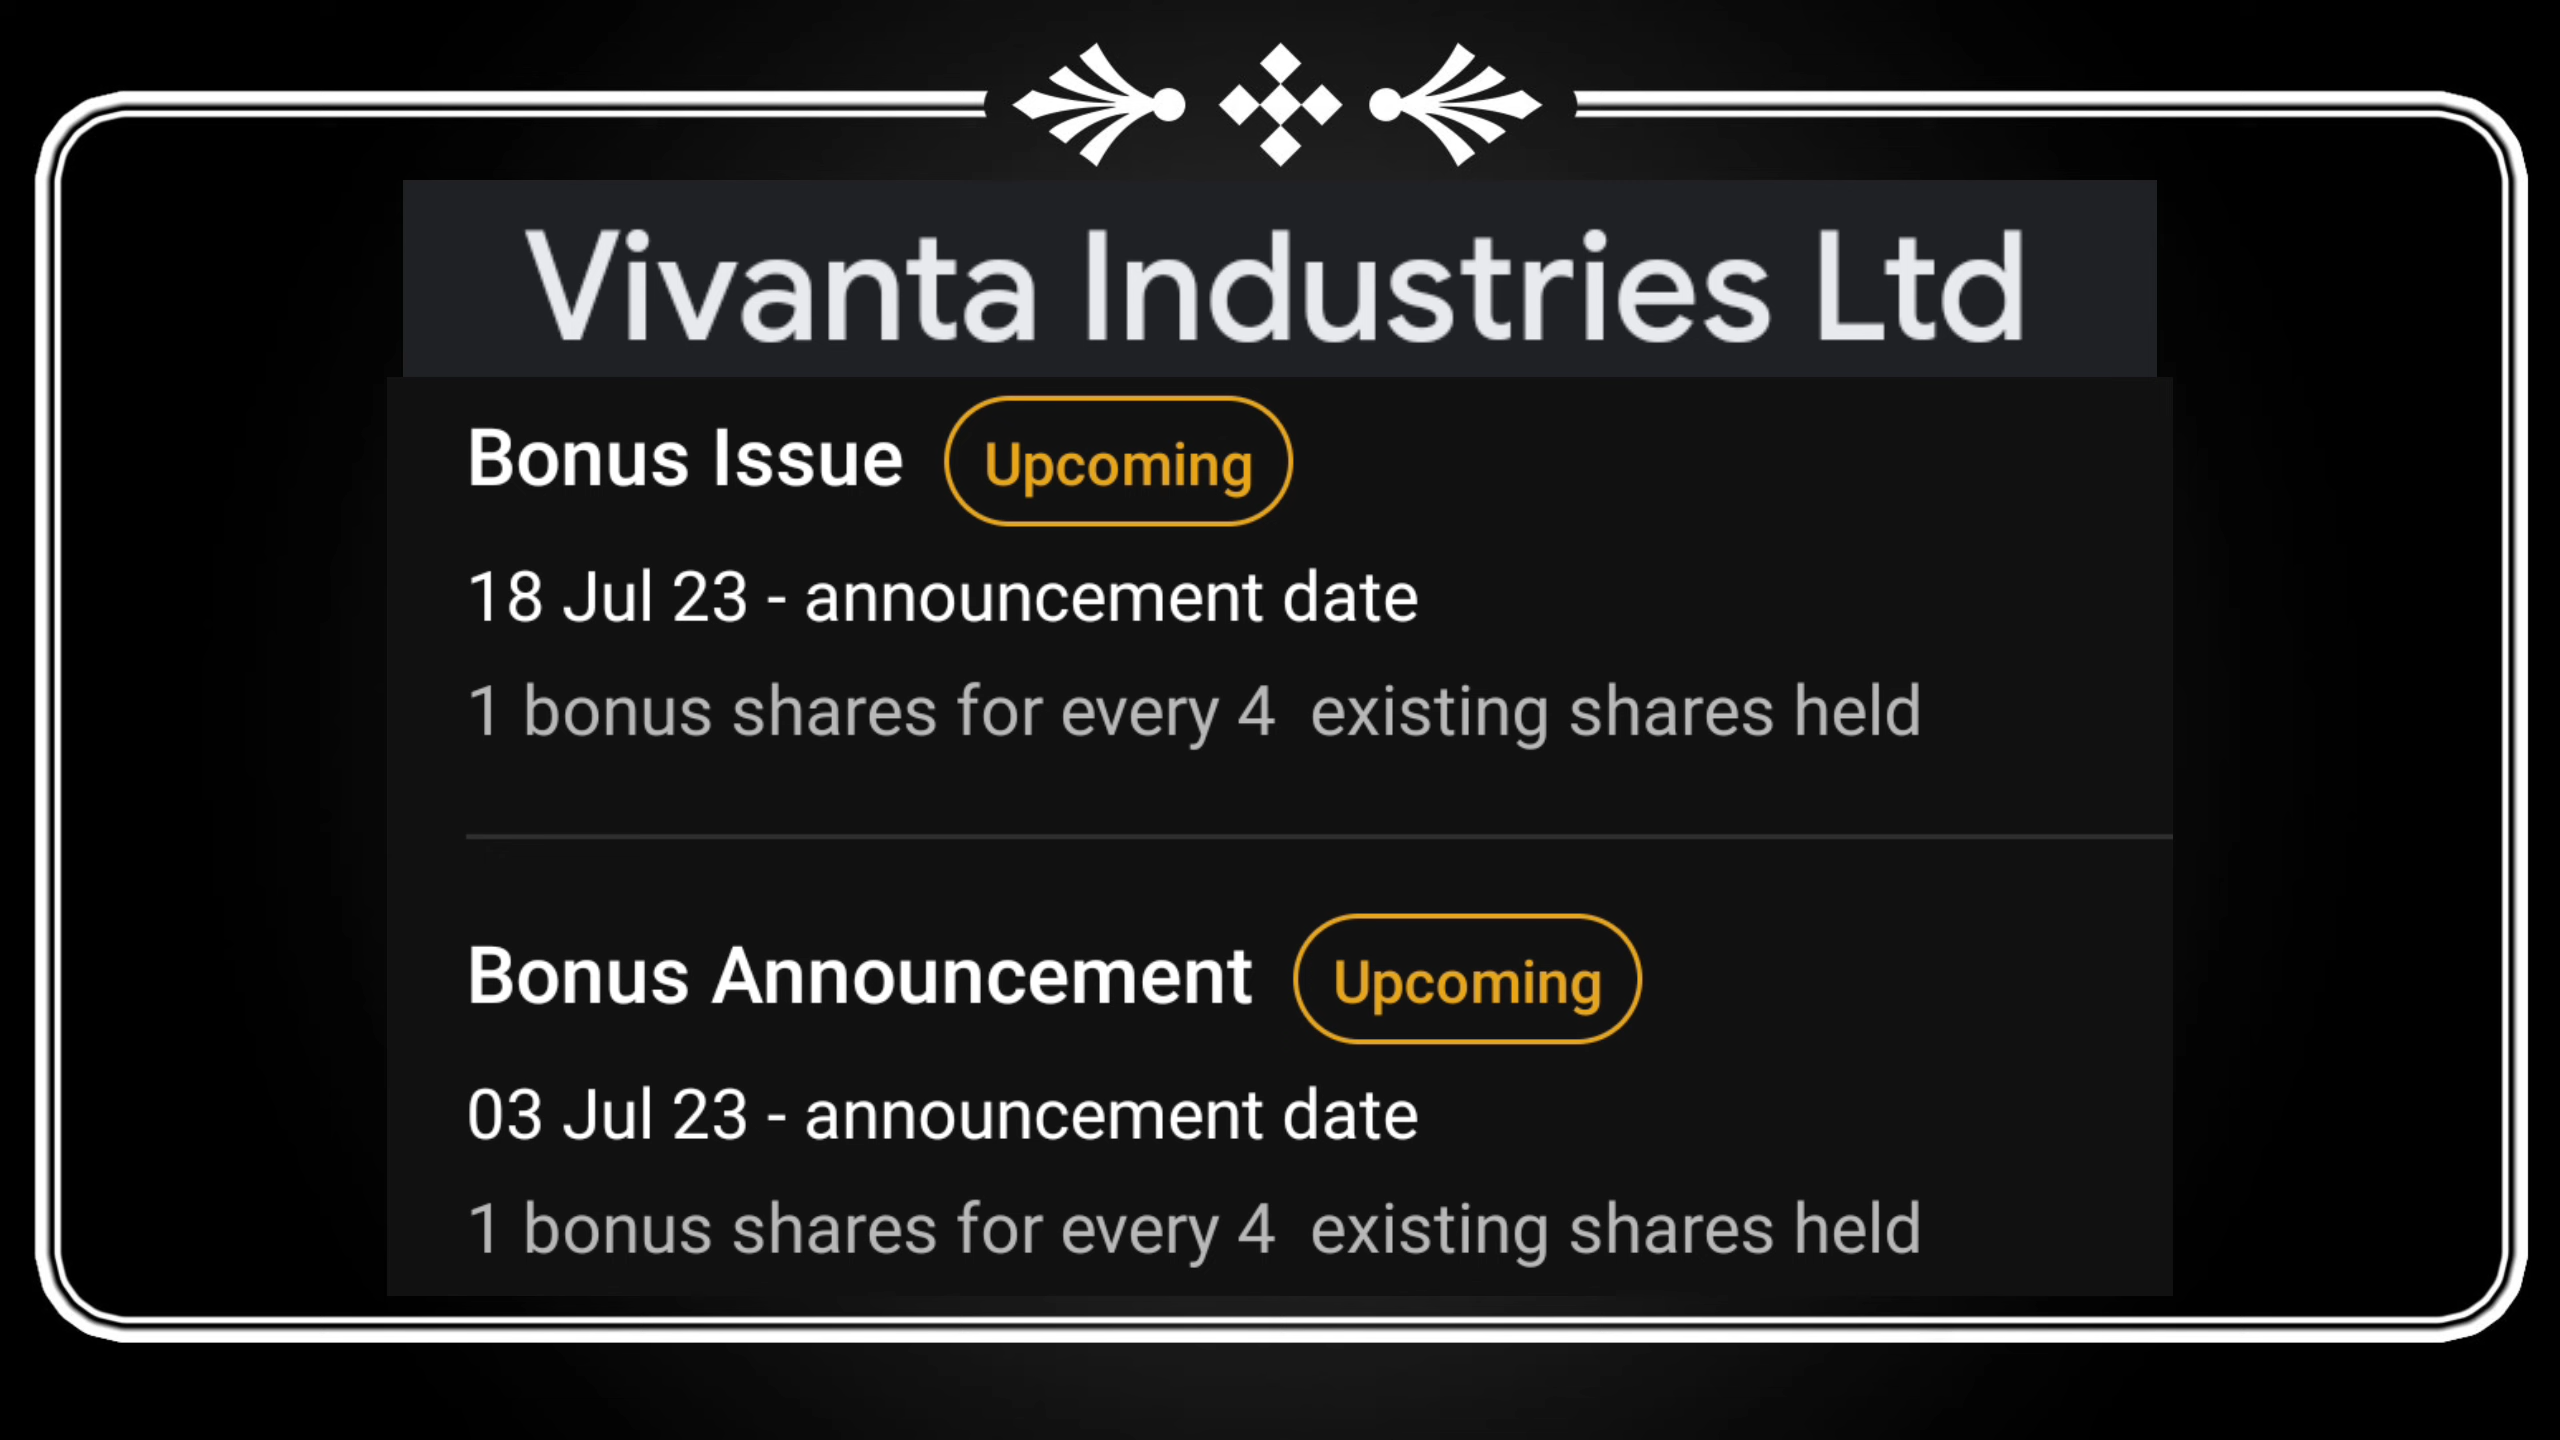 Vivanta Industries Ltd
Bonus Issue Upcoming
18 Jul 23 - announcement date
1 bonus shares for every 4 existing shares held
Bonus Announcement Upcoming
03 Jul 23 - announcement date
1 bonus shares for every 4 existing shares held